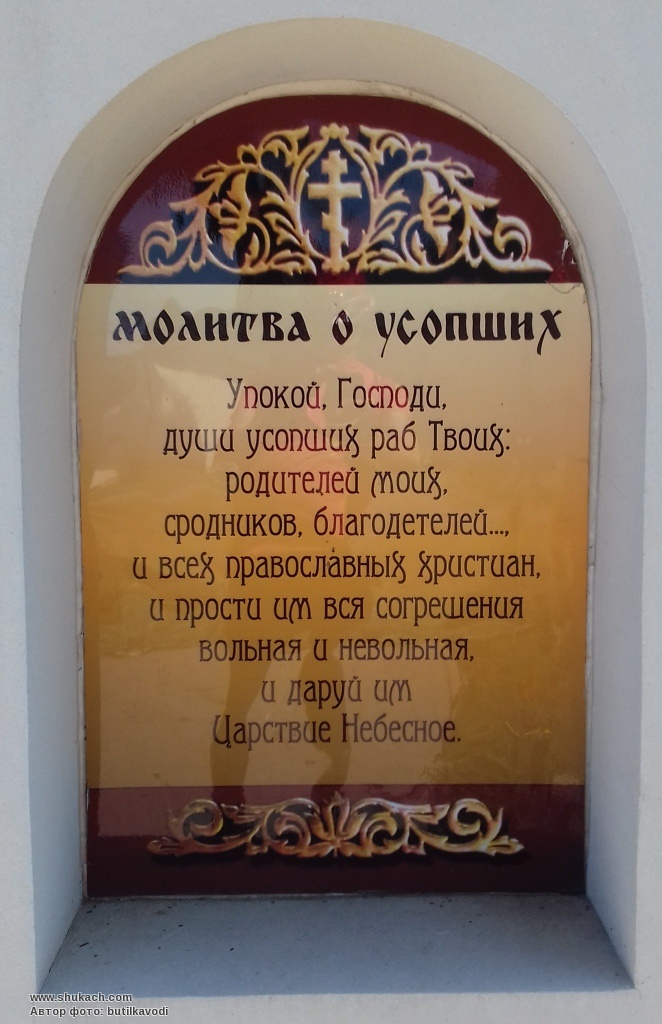 молитва о усопших
Упокой, Господи,
души усопших раб Твоих:
родителей моих,
сродников, благодетелей...,
и всех православных христиан,
и прости им вся согрешения
вольная и невольная,
и даруй им
Царствие Небесное.
www.shukach.com
Автор фото: butilkavodi